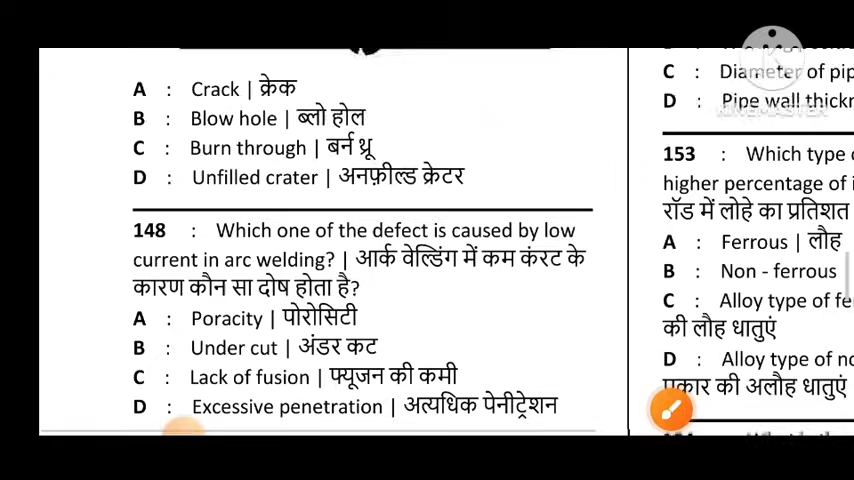 A : Crack | क्रेक
B : Blow hole | ब्लो होल
C : Burn through | बर्न थ्रू
D : Unfilled crater | अनफ़ील्ड क्रेटर
148 : Which one of the defect is caused by low
current in arc welding? | आर्क वेल्डिंग में कम कंरट के
कारण कौन सा दोष होता है?
A : Poracity | पोरोसिटी
B : Under cut | अंडर कट
C : Lack of fusion | फ्यूजन की कमी
D : Excessive penetration | अत्यधिक पेनीट्रेशन
C : Diameter of pip
D : Pipe wall thickr
153 : Which type
higher percentage of
रॉड में लोहे का प्रतिशत
A : Ferrous | लौह
B : Non - ferrous
C : Alloy type of fe
की लौह धातुएं
D : Alloy type of no
प्रकार की अलौह धातुएं
KINEMASTER